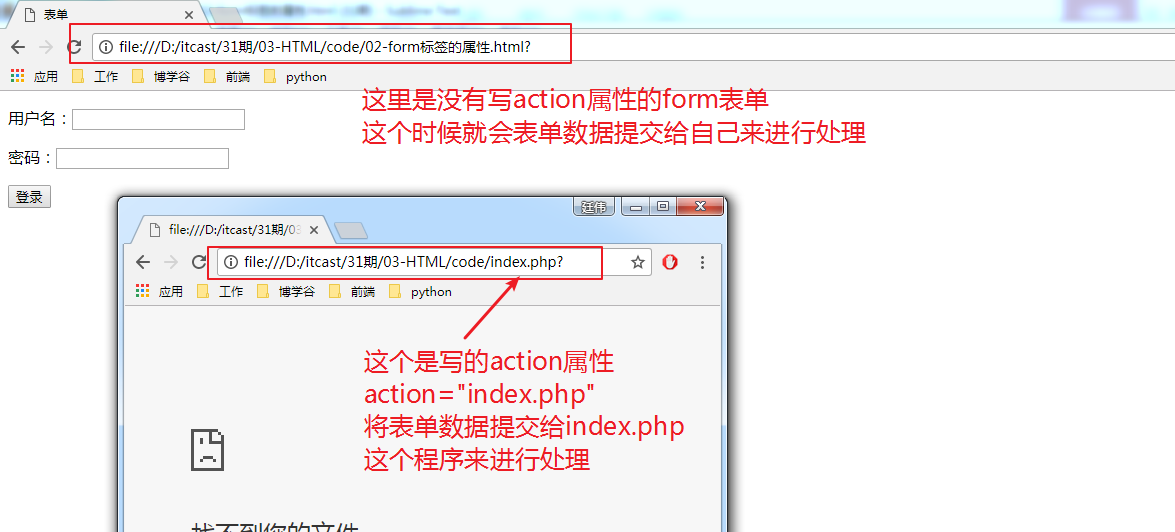 表单
file:///D:/itcast/31期/03-HTML/code/02-form标签的属性.html?
应用 工作 博学谷 前端 python
这里是没有写action属性的form表单
这个时候就会表单数据提交给自己来进行处理
用户名：
密码：
登录
廷伟
file:///D:/itcast/31期/03
file:///D:/itcast/31期/03-HTML/code/index.php?
应用 工作 博学谷 前端 python
这个是写的action属性
action="index.php"
将表单数据提交给index.php
这个程序来进行处理
找不到您的文件